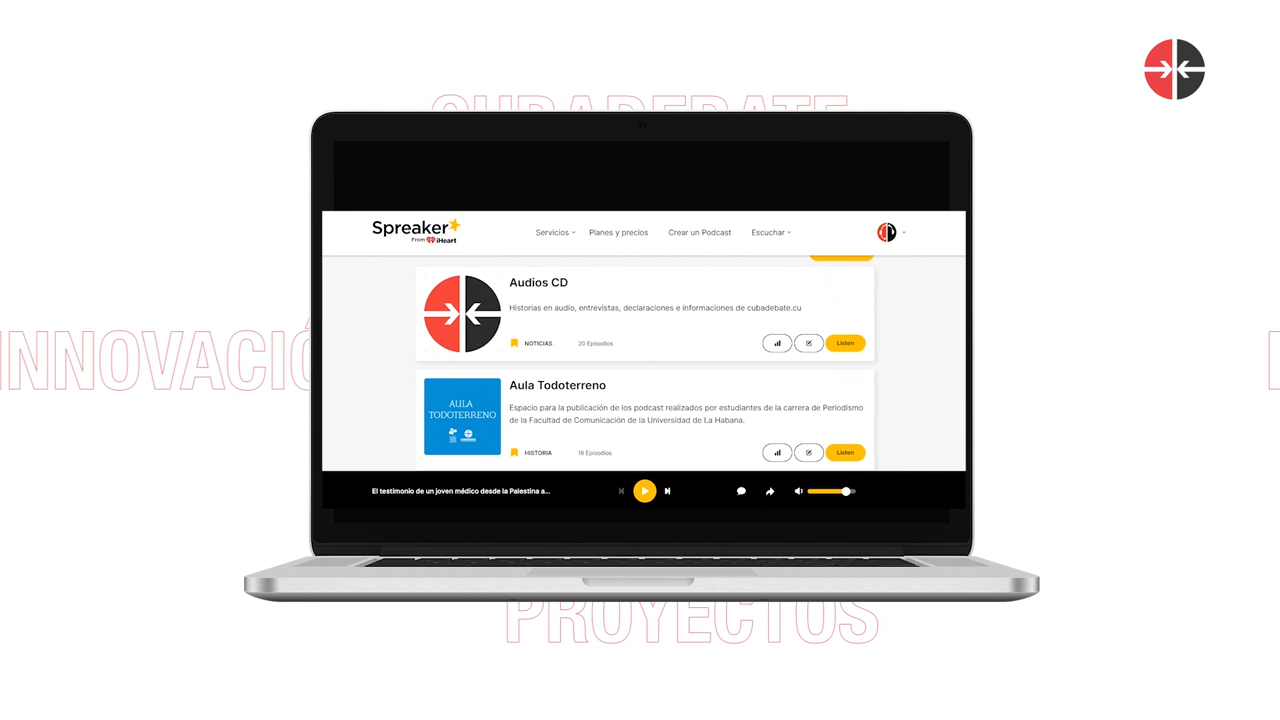 CUBADEBATE
INNOVACIÓ
Spreaker
From iHeart
Servicios
Planes y precios
Crear un Podcast
Escuchar
Audios CD
Historias en audio, entrevistas, declaraciones e informaciones de cubadebate.cu
NOTICIAS
20 Episodios
Listen
AULA
TODOTERRENO
Aula Todoterreno
Espacio para la publicación de los podcast realizados por estudiantes de la carrera de Periodismo
de la Facultad de Comunicación de la Universidad de La Habana.
HISTORIA
16 Episodios
Listen
El testimonio de un joven médico desde la Palestina a...
PROYECTOS